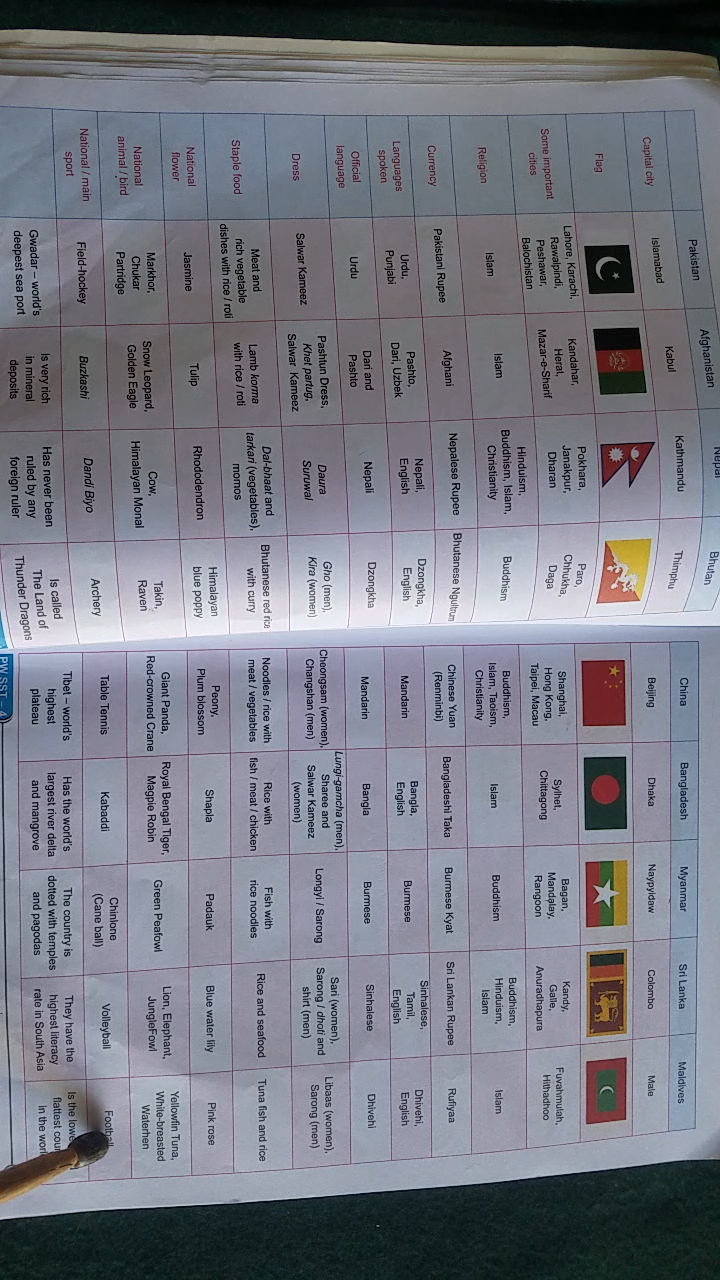 Pakistan
Afghanistan
Nepal
Bhutan
China
Bangladesh
Myanmar
Sri Lanka
Maldives
Capital city
Islamabad
Kabul
Kathmandu
Thimphu
Beijing
Dhaka
Naypyidaw
Colombo
Male
Flag
Some important
cities
Lahore, Karachi,
Rawalpindi,
Peshawar,
Balochistan
Kandahar,
Herat,
Mazar-e-Sharif
Pokhara,
Janakpur,
Dharan
Paro,
Chhukha,
Daga
Shanghai,
Hong Kong,
Taipei, Macau
Sylhet,
Chittagong
Bagan,
Mandalay,
Rangoon
Kandy,
Galle,
Anuradhapura
Fuvahmulah,
Hithadhoo
Religion
Islam
Islam
Hinduism,
Buddhism, Islam,
Christianity
Buddhism
Buddhism,
Islam, Taoism,
Christianity
Islam
Buddhism
Buddhism,
Hinduism,
Islam
Islam
Currency
Pakistani Rupee
Afghani
Nepalese Rupee
Bhutanese Ngultrum
Chinese Yuan
(Renminbi)
Bangladeshi Taka
Burmese Kyat
Sri Lankan Rupee
Rufiyaa
Languages
spoken
Urdu,
Punjabi
Pashto,
Dari, Uzbek
Nepali,
English
Dzongkha,
English
Mandarin
Bangla,
English
Burmese
Sinhalese,
Tamil,
English
Dhivehi,
English
Official
language
Urdu
Dari and
Pashto
Nepali
Dzongkha
Mandarin
Bangla
Burmese
Sinhalese
Dhivehi
Dress
Salwar Kameez
Pashtun Dress,
Khet partug,
Salwar Kameez
Daura
Suruwal
Gho (men),
Kira (women)
Cheongsam (women),
Changshan (men)
Lungi-gamcha (men),
Sharee and
Salwar Kameez
(women)
Longyi / Sarong
Sari (women),
Sarong / dhoti and
shirt (men)
Libaas (women),
Sarong (men)
Staple food
Meat and
rich vegetable
dishes with rice / roti
Lamb korma
with rice / roti
Dal-bhaat and
tarkari (vegetables),
momos
Bhutanese red rice
with curry
Noodles / rice with
meat / vegetables
Rice with
fish / meat / chicken
Fish with
rice noodles
Rice and seafood
Tuna fish and rice
National
flower
Jasmine
Tulip
Rhododendron
Himalayan
blue poppy
Peony,
Plum blossom
Shapla
Padauk
Blue water lily
Pink rose
National
animal / bird
Markhor,
Chukar
Partridge
Snow Leopard,
Golden Eagle
Cow,
Himalayan Monal
Takin,
Raven
Giant Panda,
Red-crowned Crane
Royal Bengal Tiger,
Magpie Robin
Green Peafowl
Lion, Elephant,
JungleFowl
Yellowfin Tuna,
White-breasted
Waterhen
National / main
sport
Field-hockey
Buzkashi
Dandi Biyo
Archery
Table Tennis
Kabaddi
Chinlone
(Cane ball)
Volleyball
Football
Gwadar – world's
deepest sea port
Is very rich
in mineral
deposits
Has never been
ruled by any
foreign ruler
Is called
The Land of
Thunder Dragons
Tibet – world's
highest
plateau
Has the world's
largest river delta
and mangrove
The country is
dotted with temples
and pagodas
They have the
highest literacy
rate in South Asia
Is the
flattest
in the
PW SST – 4